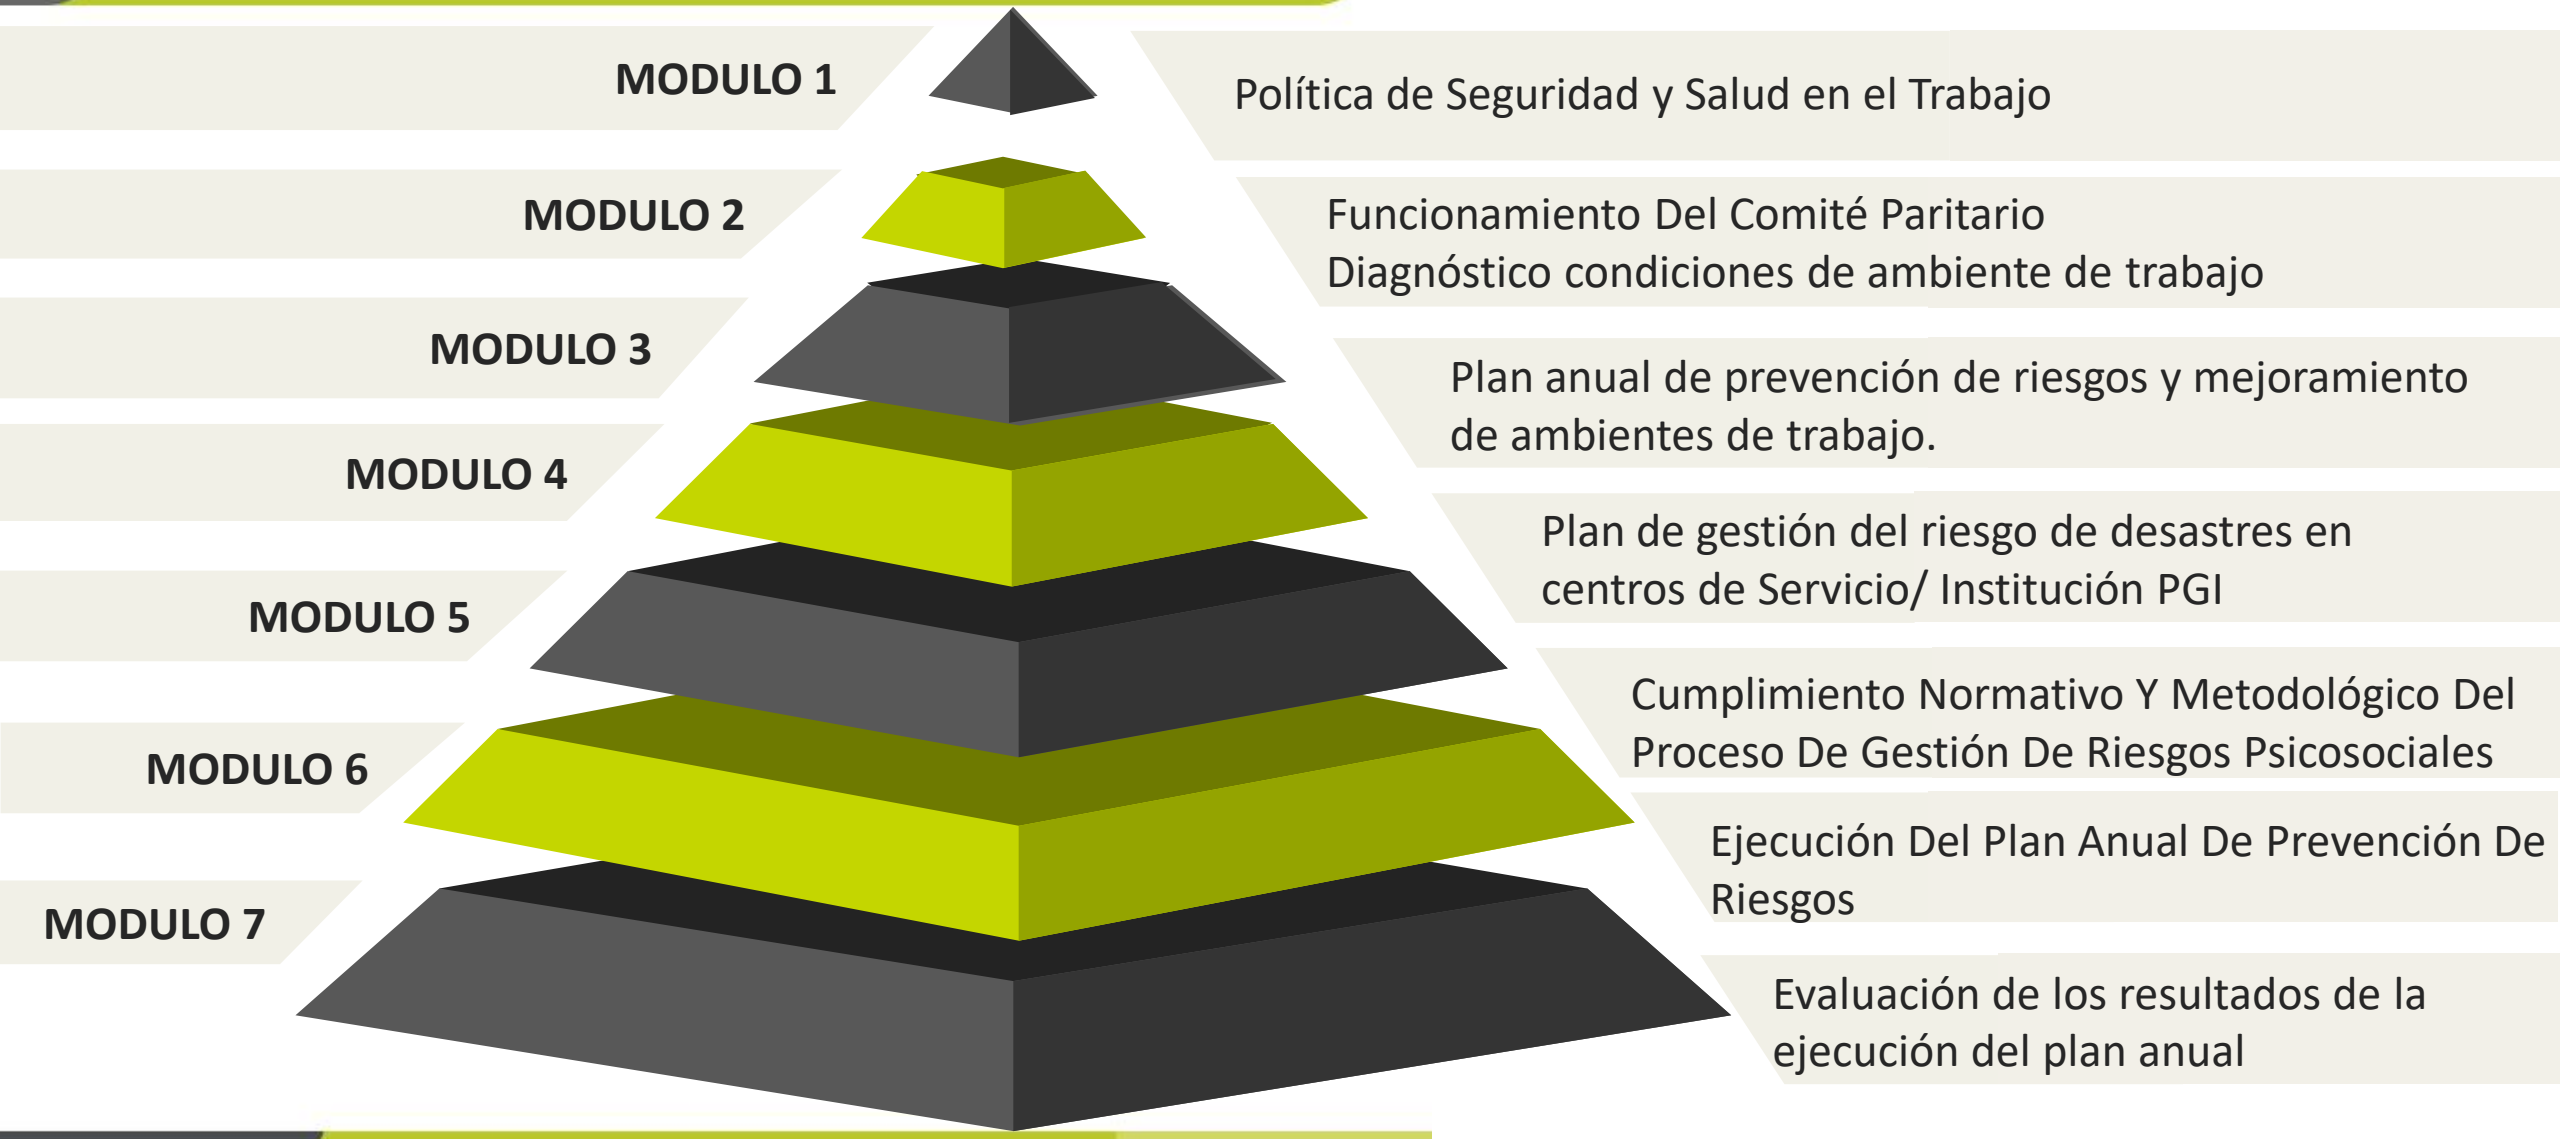 MODULO 1
Política de Seguridad y Salud en el Trabajo
MODULO 2
Funcionamiento Del Comité Paritario
Diagnóstico condiciones de ambiente de trabajo
MODULO 3
Plan anual de prevención de riesgos y mejoramiento
de ambientes de trabajo.
MODULO 4
Plan de gestión del riesgo de desastres en
centros de Servicio/ Institución PGI
MODULO 5
Cumplimiento Normativo Y Metodológico Del
Proceso De Gestión De Riesgos Psicosociales
MODULO 6
Ejecución Del Plan Anual De Prevención De
Riesgos
MODULO 7
Evaluación de los resultados de la
ejecución del plan anual